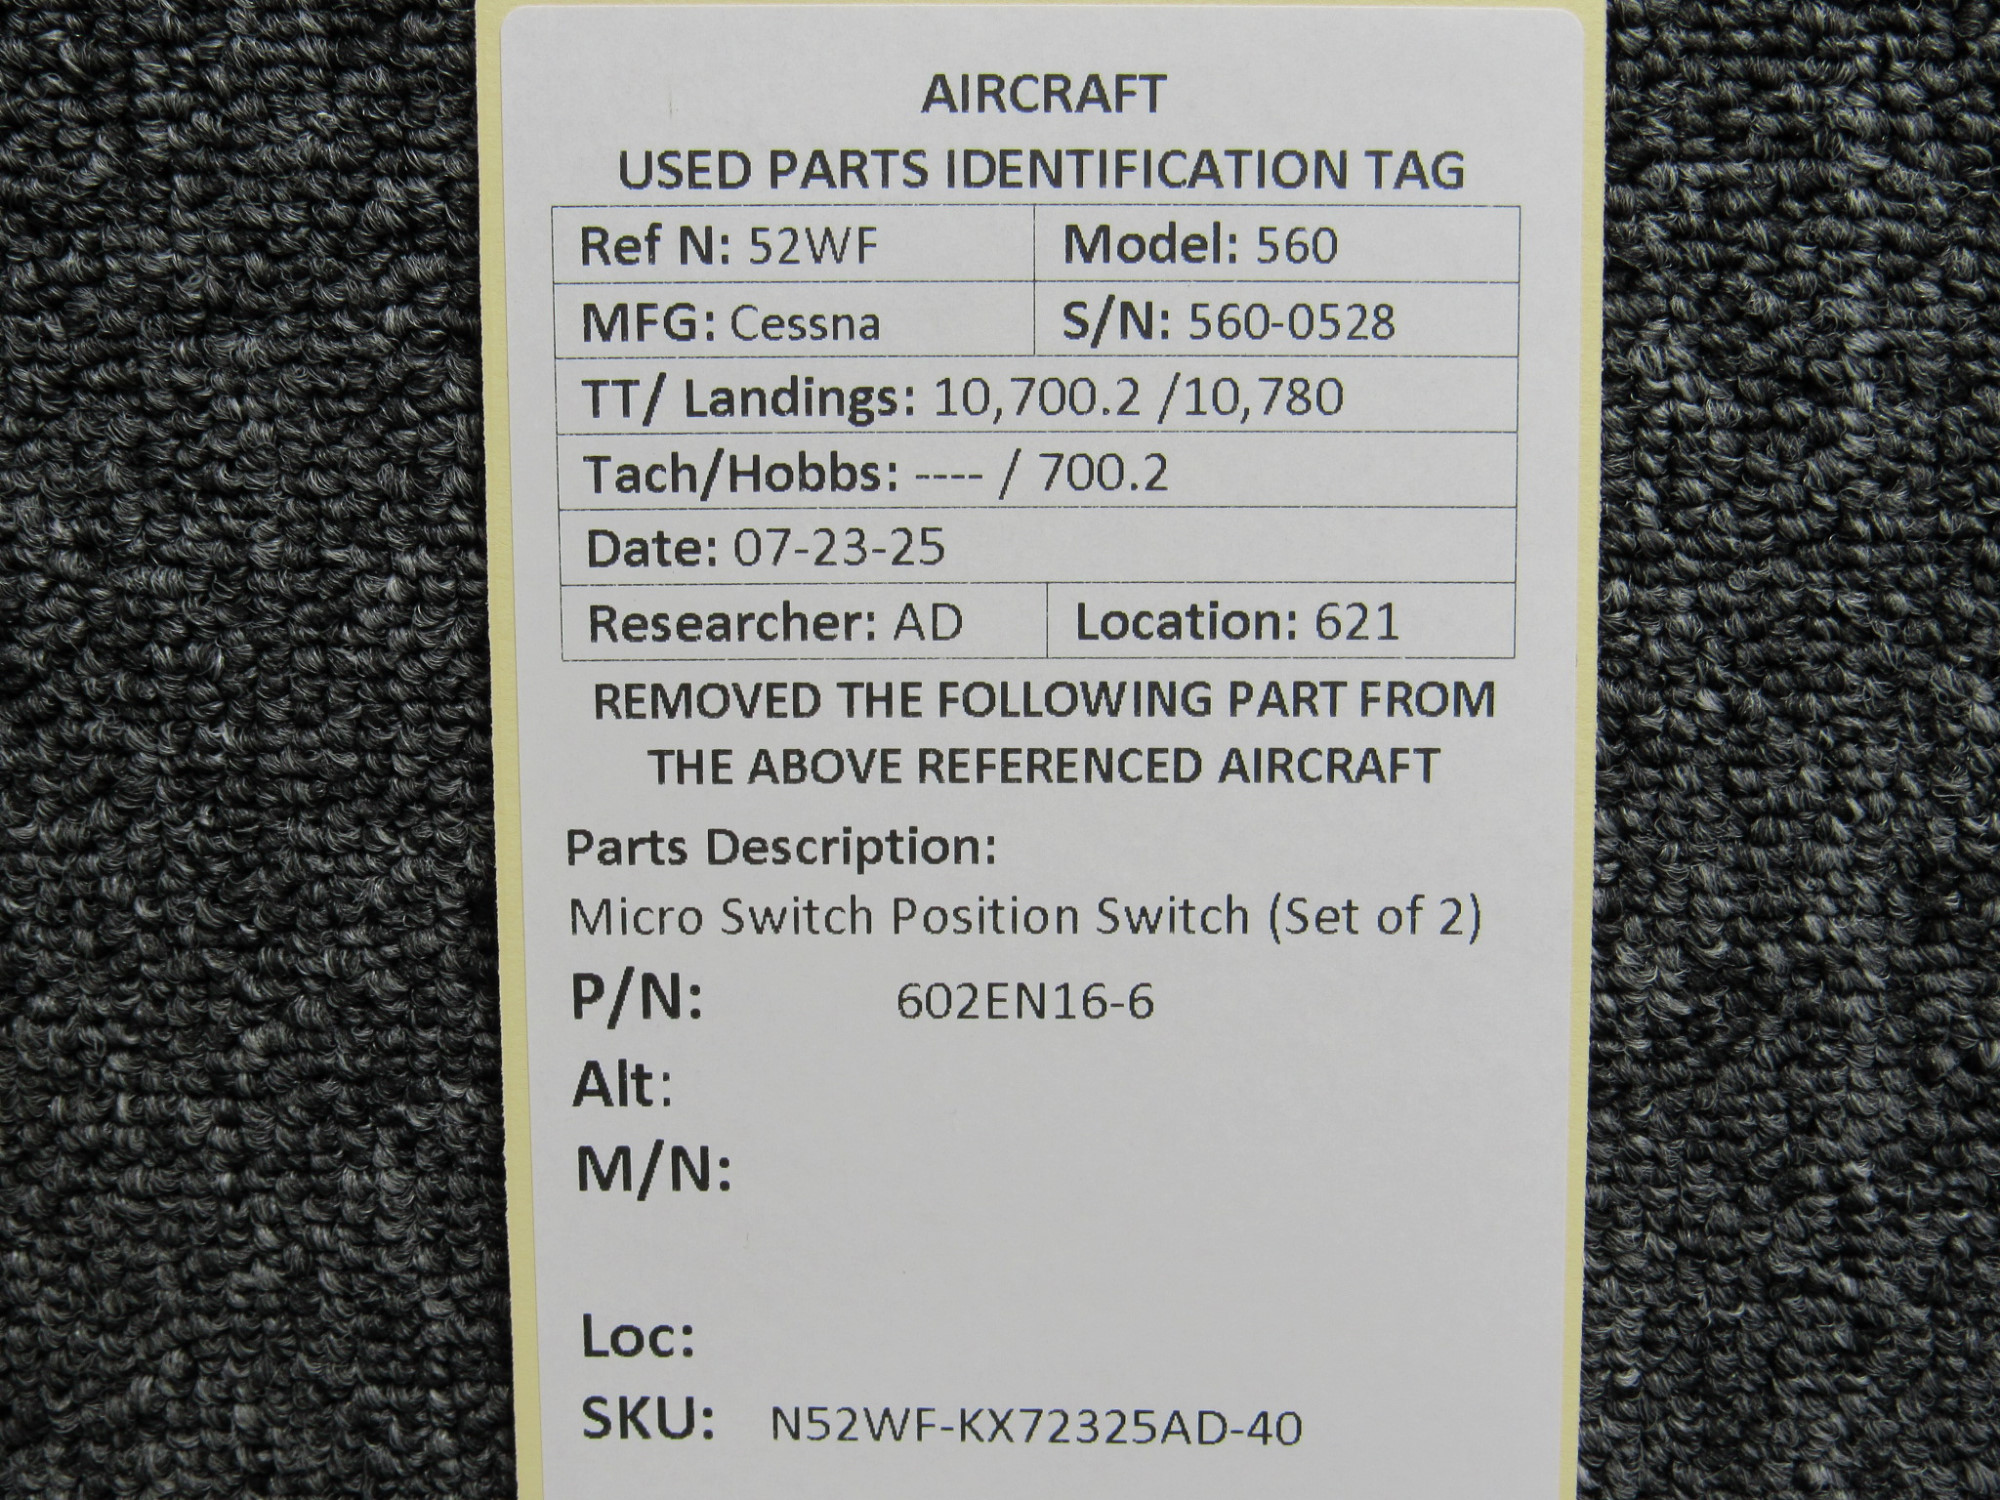 AIRCRAFT
USED PARTS IDENTIFICATION TAG
Ref N: 52WF Model: 560
MFG: Cessna S/N: 560-0528
TT/ Landings: 10,700.2 /10,780
Tach/Hobbs: ---- / 700.2
Date: 07-23-25
Researcher: AD Location: 621
REMOVED THE FOLLOWING PART FROM
THE ABOVE REFERENCED AIRCRAFT
Parts Description:
Micro Switch Position Switch (Set of 2)
P/N: 602EN16-6
Alt:
M/N:
Loc:
SKU: N52WF-KX72325AD-40